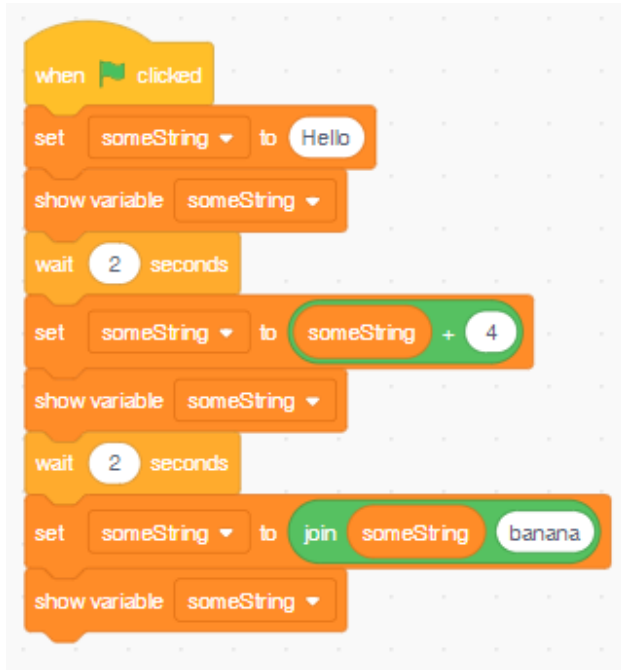 when clicked
set someString to Hello
show variable someString
wait 2 seconds
set someString to someString + 4
show variable someString
wait 2 seconds
set someString to join someString banana
show variable someString